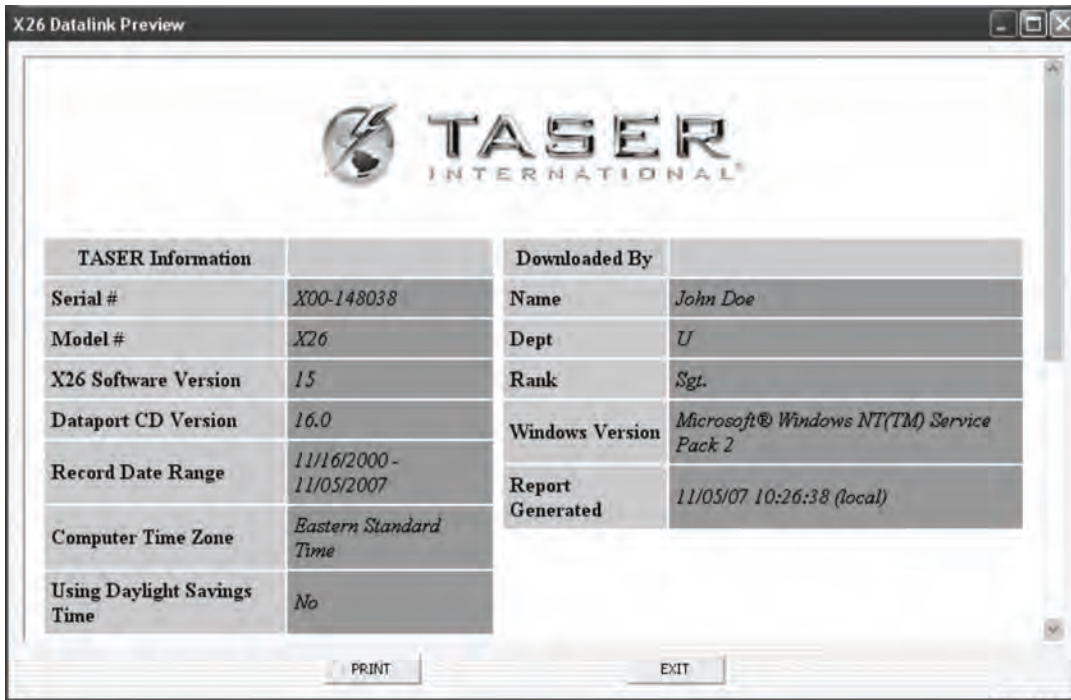 X26 Datalink Preview
TASER
INTERNATIONAL®
TASER Information
Serial # X00-148038
Model # X26
X26 Software Version 15
Dataport CD Version 16.0
Record Date Range 11/16/2000 -
11/05/2007
Computer Time Zone Eastern Standard
Time
Using Daylight Savings
Time
No
Downloaded By
Name John Doe
Dept U
Rank Sgt.
Windows Version Microsoft® Windows NT(TM) Service
Pack 2
Report
Generated
11/05/07 10:26:38 (local)
PRINT
EXIT